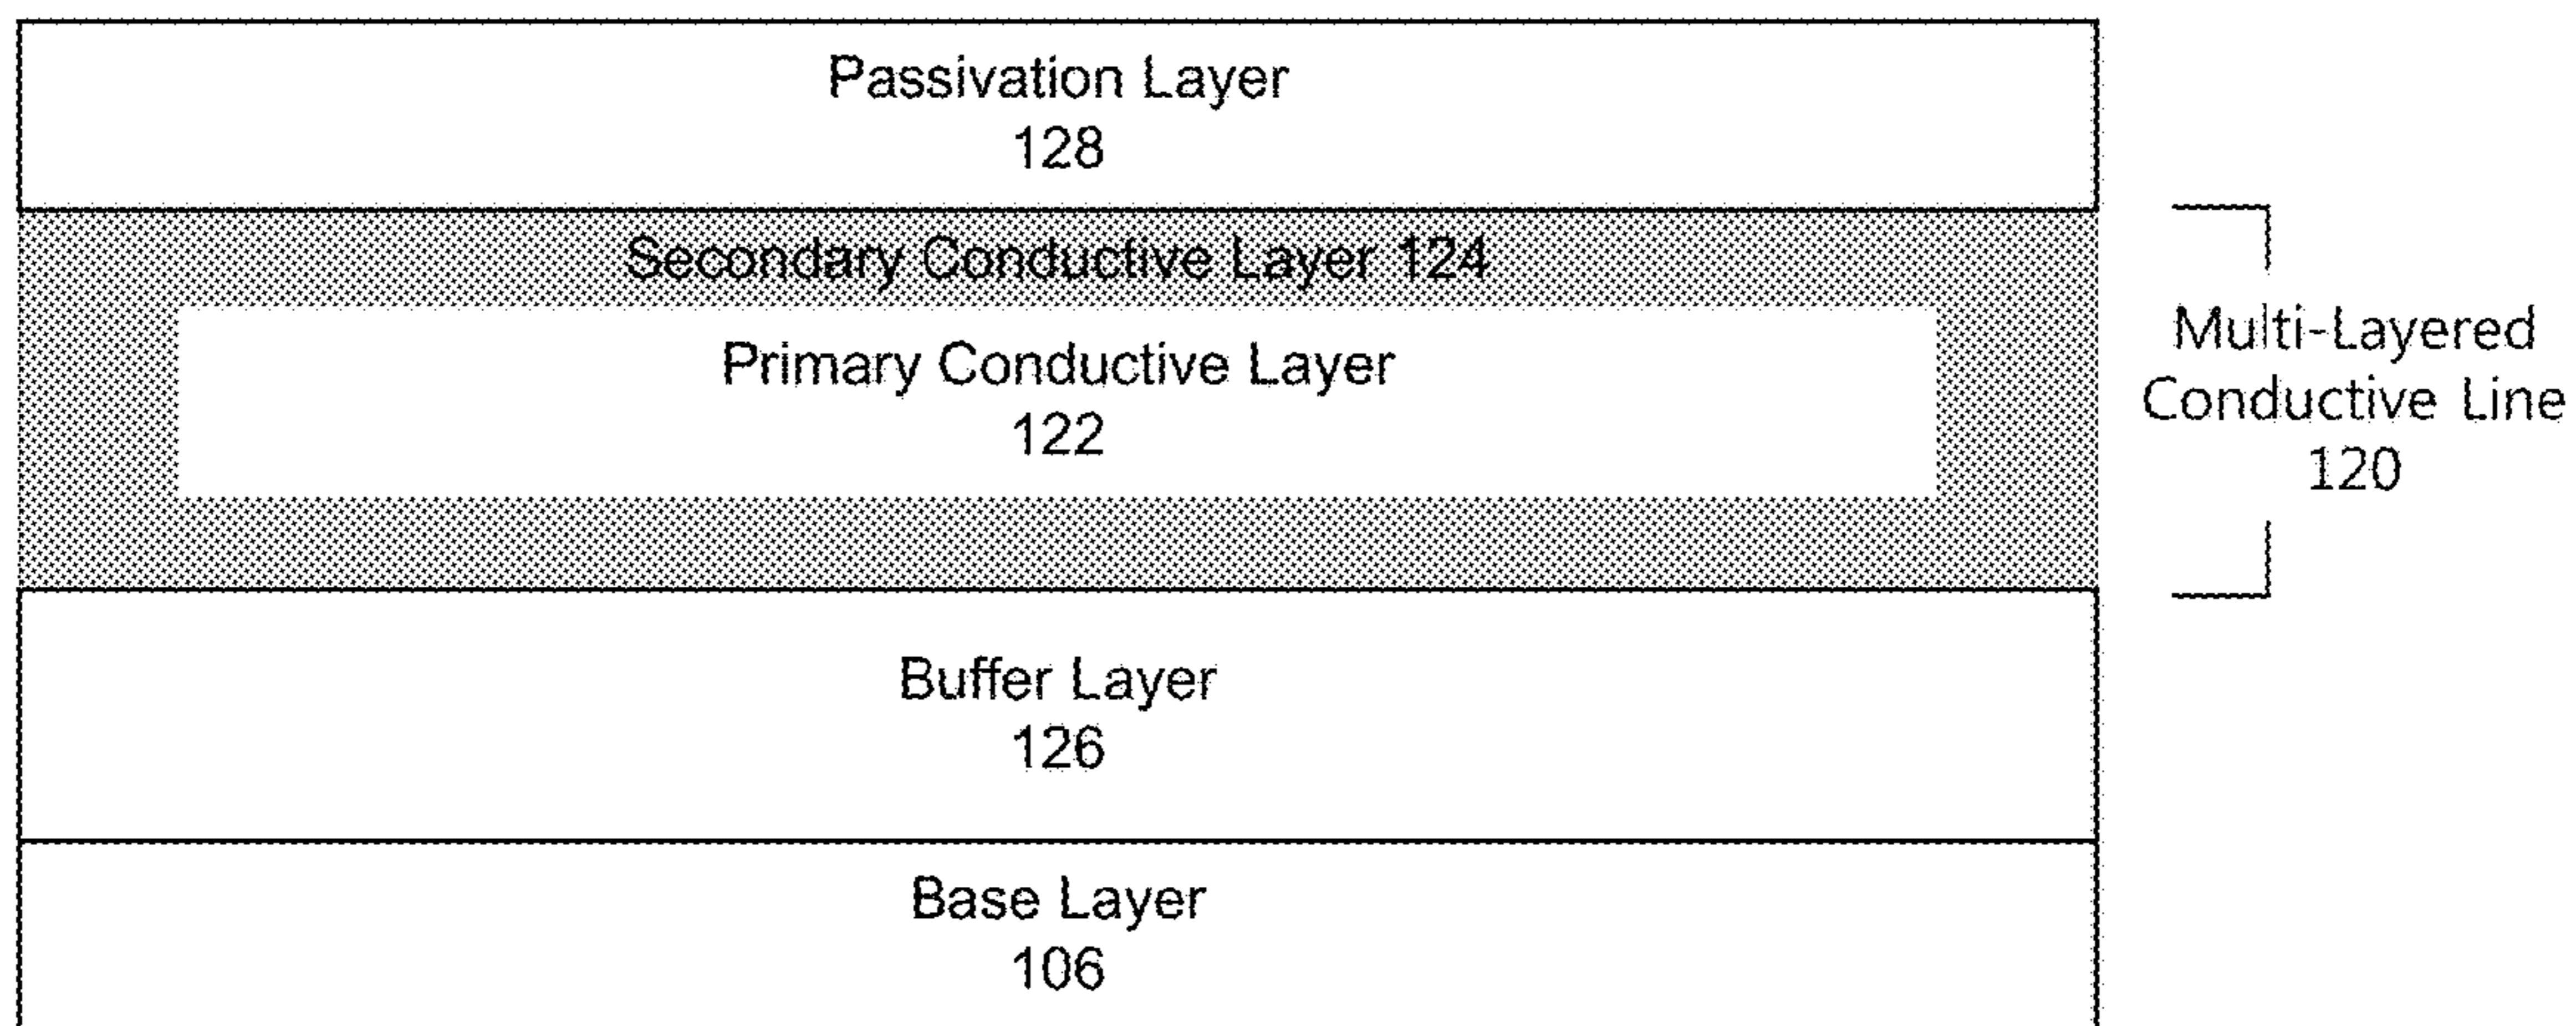 Passivation Layer
128
Secondary Conductive Layer 124
Primary Conductive Layer
122
Multi-Layered
Conductive Line
120
Buffer Layer
126
Base Layer
106